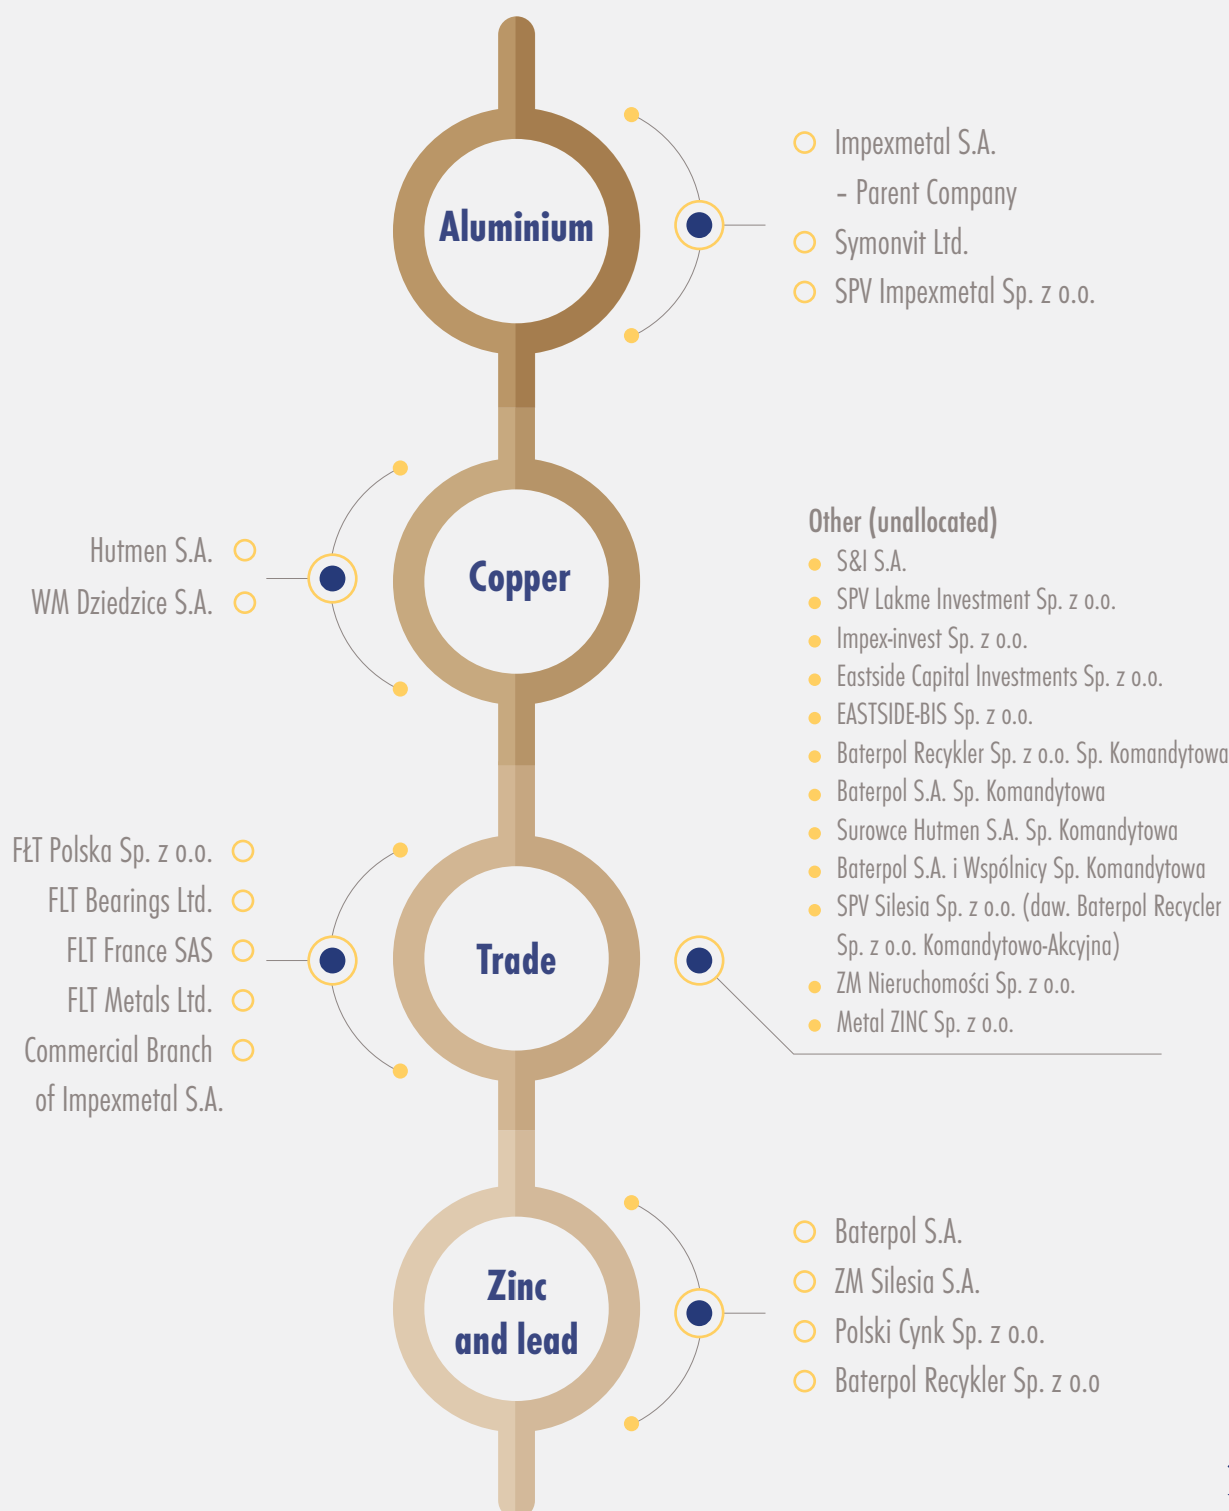 Aluminium
Impexmetal S.A.
– Parent Company
Symonvit Ltd.
SPV Impexmetal Sp. z o.o.
Hutmen S.A.
WM Dziedzice S.A.
Copper
Other (unallocated)
S&I S.A.
SPV Lakme Investment Sp. z o.o.
Impex-invest Sp. z o.o.
Eastside Capital Investments Sp. z o.o.
EASTSIDE-BIS Sp. z o.o.
Baterpol Recykler Sp. z o.o. Sp. Komandytowa
Baterpol S.A. Sp. Komandytowa
Surowce Hutmen S.A. Sp. Komandytowa
Baterpol S.A. i Wspólnicy Sp. Komandytowa
SPV Silesia Sp. z o.o. (daw. Baterpol Recycler
Sp. z o.o. Komandytowo-Akcyjna)
ZM Nieruchomości Sp. z o.o.
Metal ZINC Sp. z o.o.
FŁT Polska Sp. z o.o.
FLT Bearings Ltd.
FLT France SAS
FLT Metals Ltd.
Commercial Branch
of Impexmetal S.A.
Trade
Zinc
and lead
Baterpol S.A.
ZM Silesia S.A.
Polski Cynk Sp. z o.o.
Baterpol Recykler Sp. z o.o